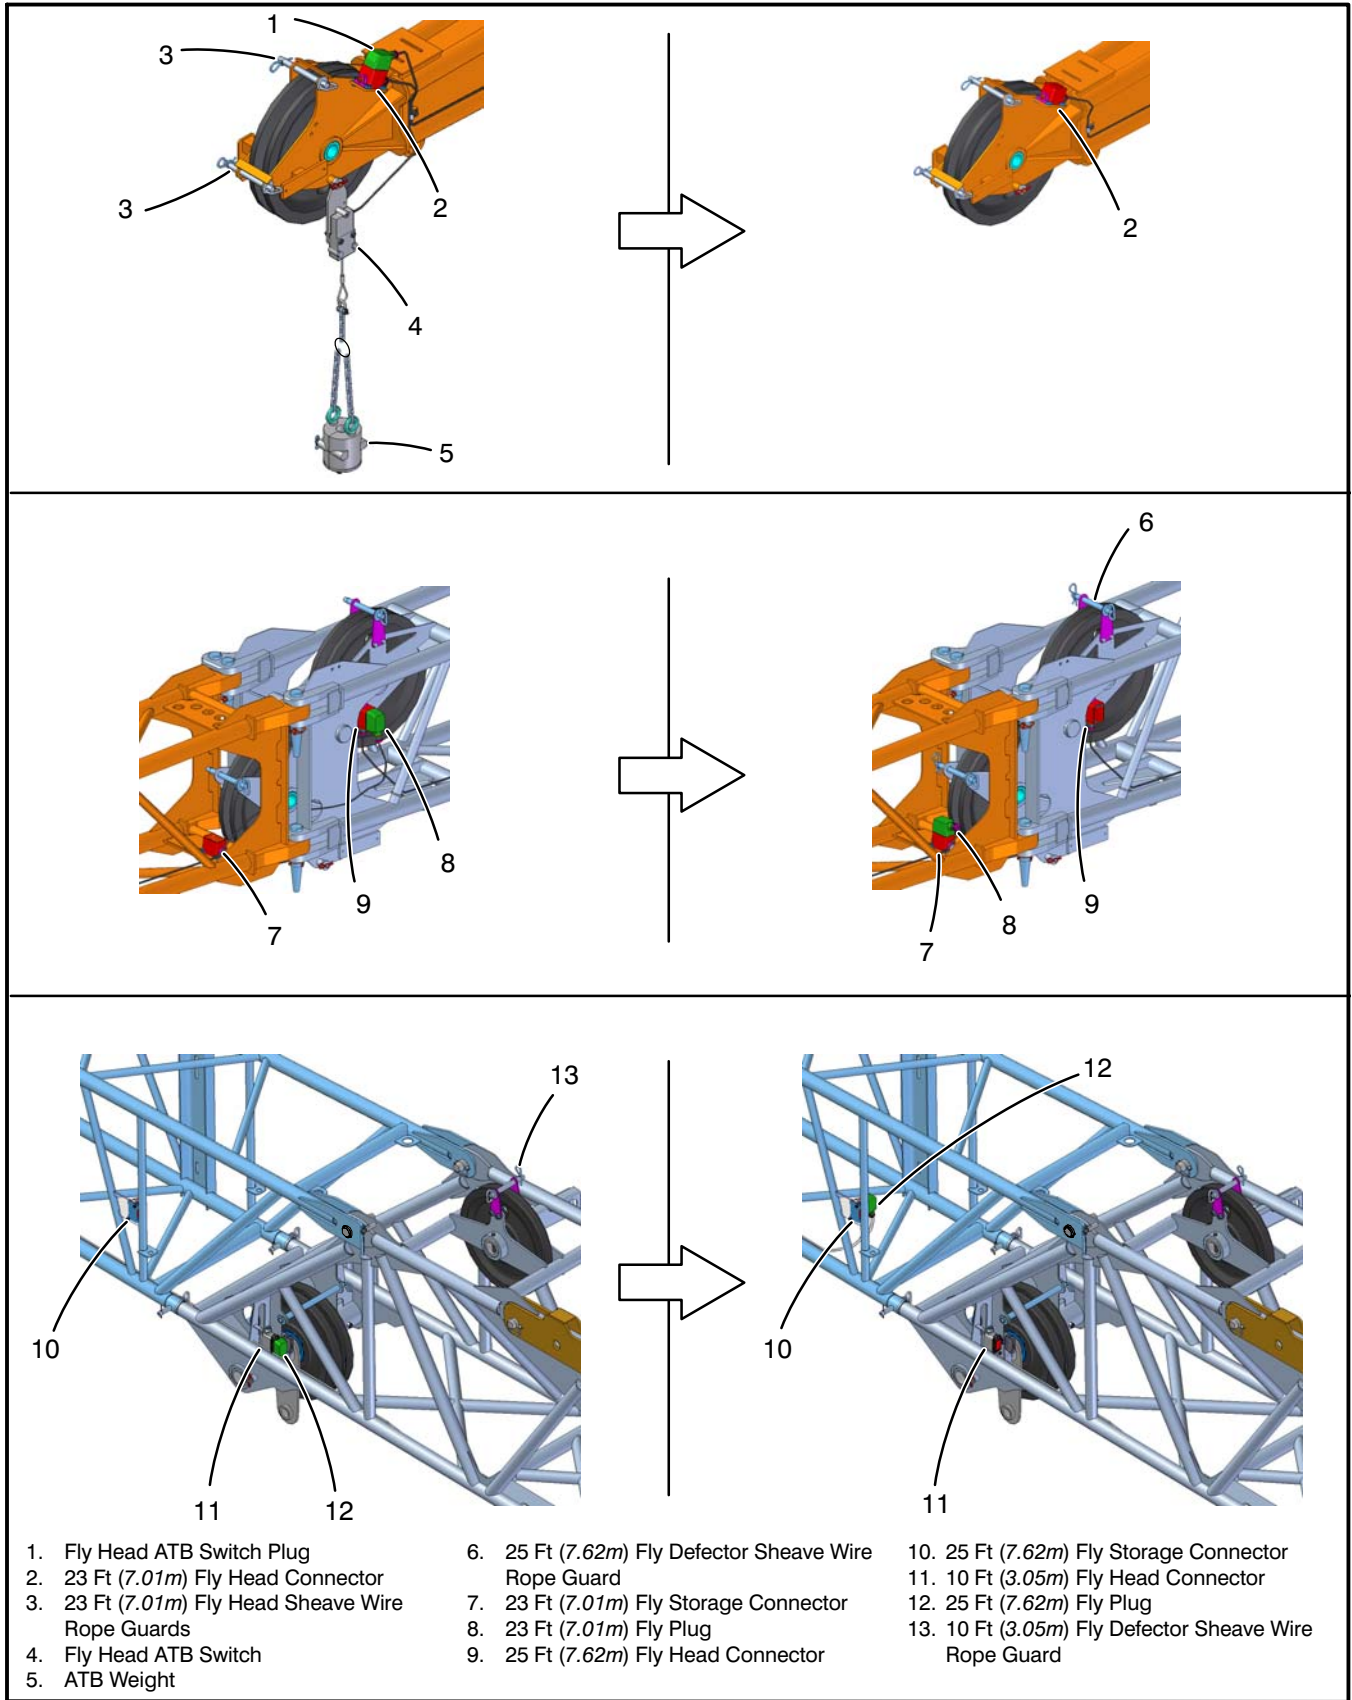 1
3
3
2
4
5
2
6
9
8
7
9
8
7
13
12
10
11
12
10
11
1. Fly Head ATB Switch Plug
2. 23 Ft (7.01m) Fly Head Connector
3. 23 Ft (7.01m) Fly Head Sheave Wire
Rope Guards
4. Fly Head ATB Switch
5. ATB Weight
6. 25 Ft (7.62m) Fly Defector Sheave Wire
Rope Guard
7. 23 Ft (7.01m) Fly Storage Connector
8. 23 Ft (7.01m) Fly Plug
9. 25 Ft (7.62m) Fly Head Connector
10. 25 Ft (7.62m) Fly Storage Connector
11. 10 Ft (3.05m) Fly Head Connector
12. 25 Ft (7.62m) Fly Plug
13. 10 Ft (3.05m) Fly Defector Sheave Wire
Rope Guard